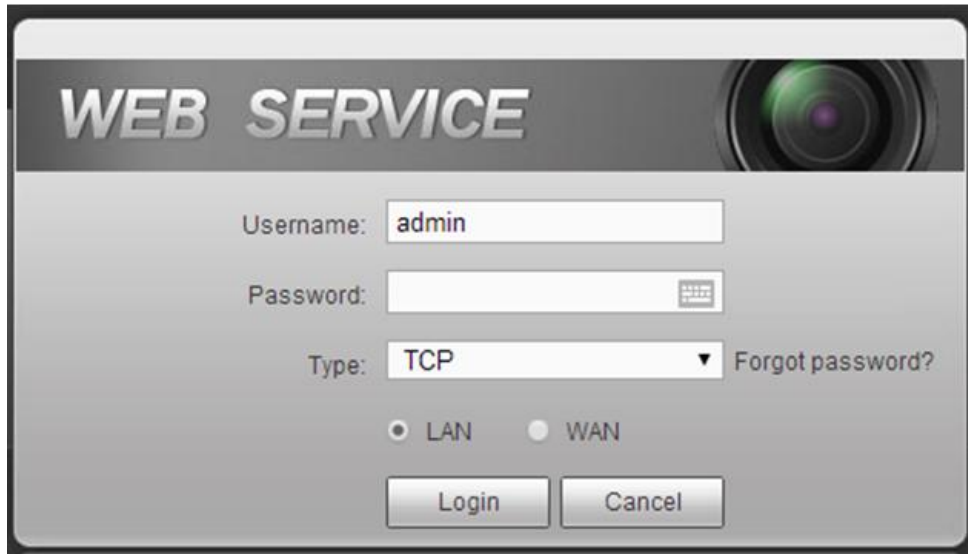 WEB SERVICE
Username: admin
Password:
Type: TCP Forgot password?
LAN WAN
Login Cancel